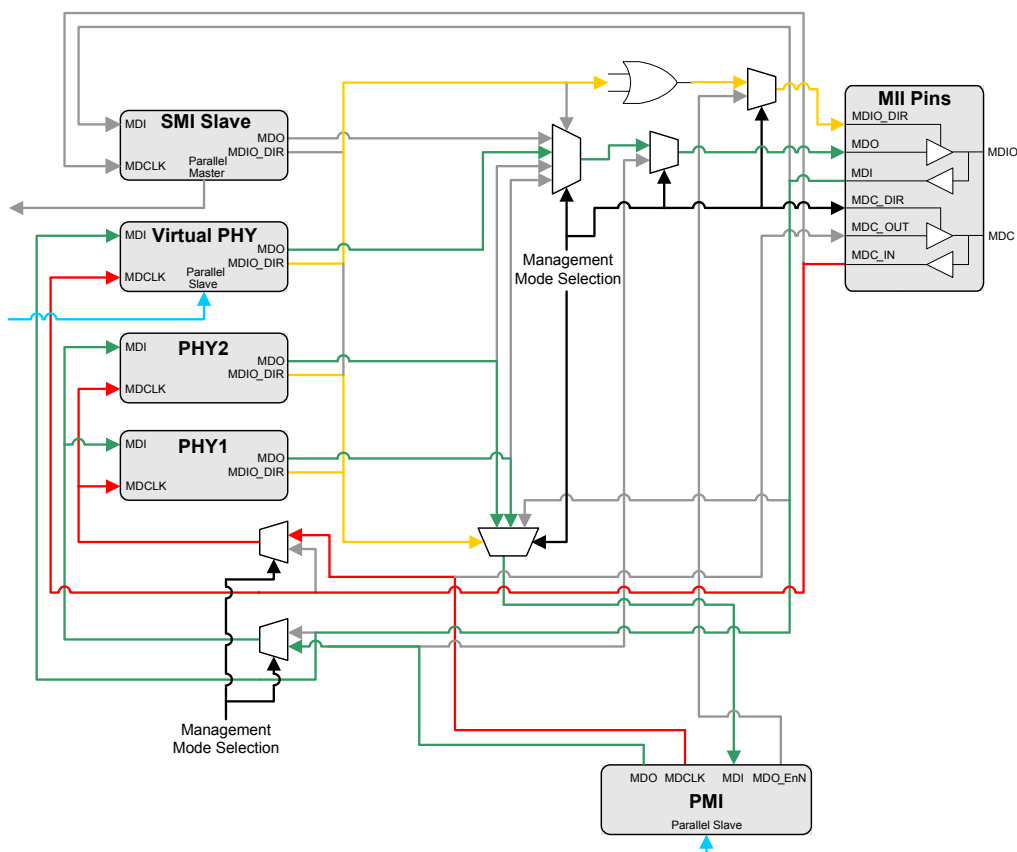 MII Pins
MDIO_DIR
MDO
MDI
MDC_DIR
MDC_OUT
MDC_IN
MDIO
MDC
SMI Slave
MDI
MDO
MDIO_DIR
MDCLK
Parallel
Master
Virtual PHY
MDI
MDO
MDIO_DIR
MDCLK
Parallel
Slave
Management
Mode Selection
PHY2
MDI
MDO
MDIO_DIR
MDCLK
PHY1
MDI
MDO
MDIO_DIR
MDCLK
Management
Mode Selection
MDO MDCLK MDI MDO_EnN
PMI
Parallel Slave